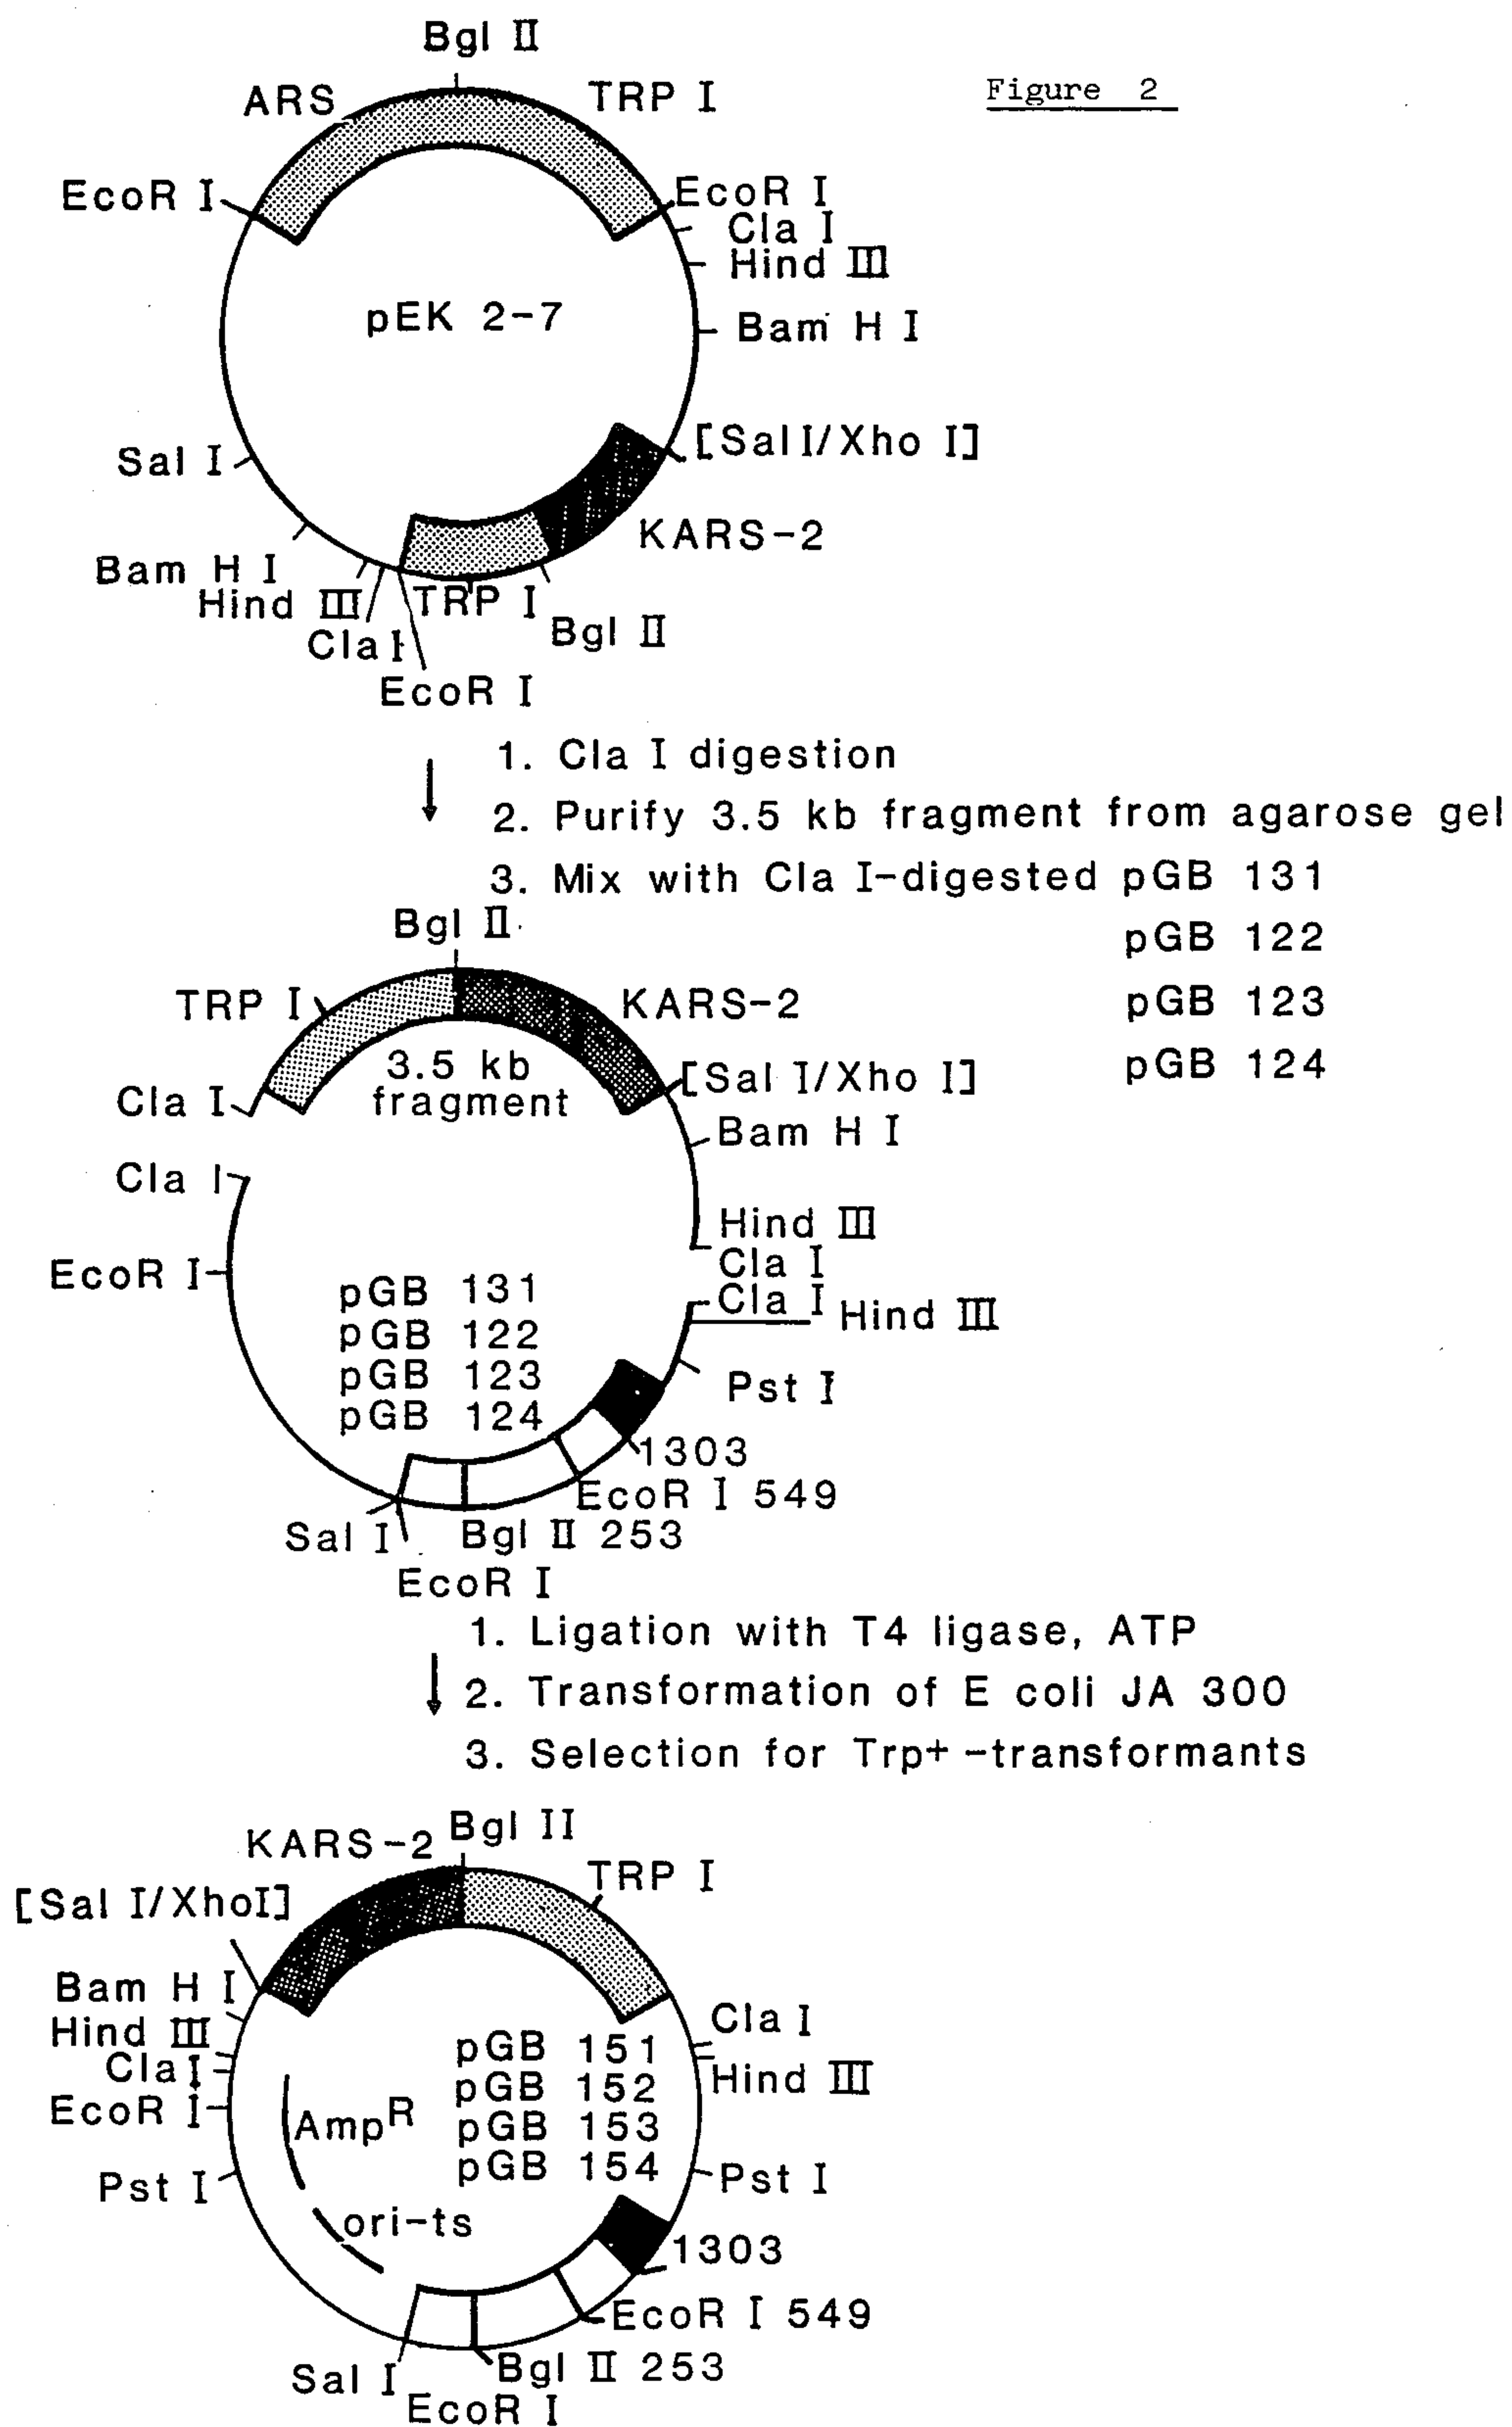 Figure 2
Bgl II
ARS
TRP I
EcoR I
EcoR I
Cla I
Hind III
pEK 2-7
Bam H I
[Sal I/Xho I]
Sal I
KARS-2
Bam H I
Hind III
TRP I
Bgl II
Cla I
EcoR I
1. Cla I digestion
2. Purify 3.5 kb fragment from agarose gel
3. Mix with Cla I-digested pGB 131
pGB 122
pGB 123
pGB 124
Bgl II
TRP I
KARS-2
3.5 kb
fragment
[Sal I/Xho I]
Cla I
Bam H I
Cla I
Hind III
Cla I
EcoR I
Cla I
Hind III
pGB 131
pGB 122
pGB 123
pGB 124
Pst I
1303
EcoR I 549
Sal I
Bgl II 253
EcoR I
1. Ligation with T4 ligase, ATP
2. Transformation of E coli JA 300
3. Selection for Trp+ -transformants
KARS-2
Bgl II
TRP I
[Sal I/XhoI]
Bam H I
Hind III
Cla I
EcoR I
Pst I
Cla I
Hind III
AmpR
pGB 151
pGB 152
pGB 153
pGB 154
Pst I
ori-ts
1303
EcoR I 549
Sal I
Bgl II 253
EcoR I